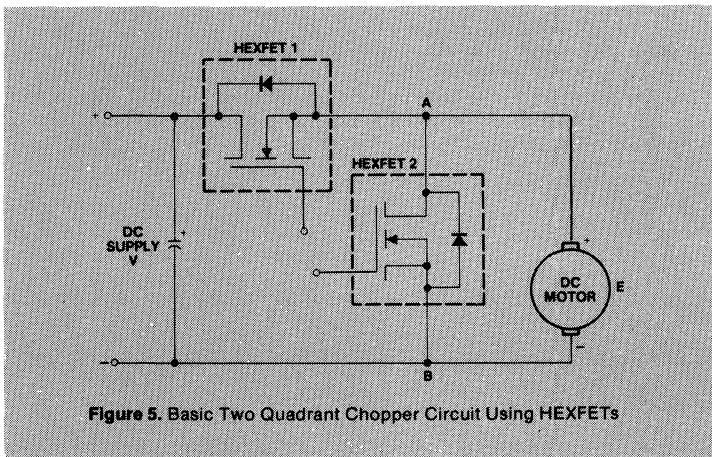 HEXFET 1
+
A
HEXFET 2
DC
SUPPLY
V
+
+
DC
MOTOR
E
−
−
B
Figure 5. Basic Two Quadrant Chopper Circuit Using HEXFETs